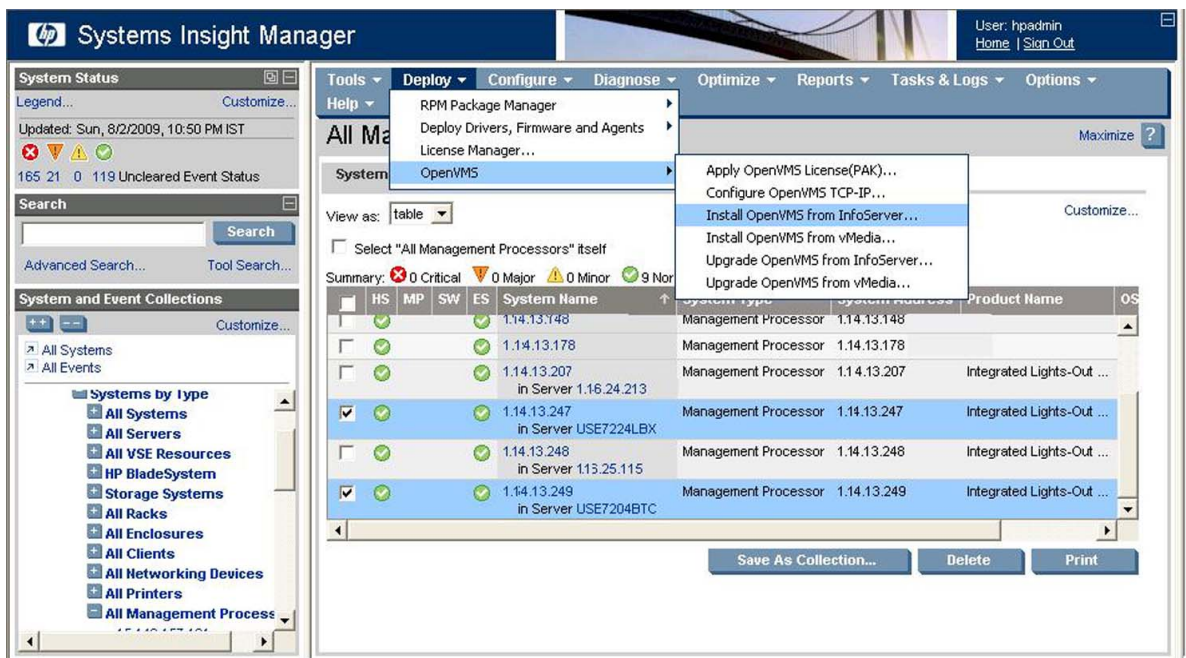 hp Systems Insight Manager
User: hpadmin
Home | Sign Out
System Status
Legend... Customize...
Updated: Sun, 8/2/2009, 10:50 PM IST
165 21 0 119 Uncleared Event Status
Search
Search
Advanced Search... Tool Search...
System and Event Collections
Customize...
All Systems
All Events
Systems by Type
All Systems
All Servers
All VSE Resources
HP BladeSystem
Storage Systems
All Racks
All Enclosures
All Clients
All Networking Devices
All Printers
All Management Process
Tools Deploy Configure Diagnose Optimize Reports Tasks & Logs Options
Help
RPM Package Manager
Deploy Drivers, Firmware and Agents
License Manager...
OpenVMS
Apply OpenVMS License(PAK)...
Configure OpenVMS TCP-IP...
Install OpenVMS from InfoServer...
Install OpenVMS from vMedia...
Upgrade OpenVMS from InfoServer...
Upgrade OpenVMS from vMedia...
All Ma
Maximize ?
System
View as: table
Customize...
Select "All Management Processors" itself
Summary: 0 Critical 0 Major 0 Minor 9 Nor
HS MP SW ES System Name System Type System Address Product Name OS
1.14.13.148 Management Processor 1.14.13.148
1.14.13.178 Management Processor 1.14.13.178
1.14.13.207 Management Processor 1.14.13.207 Integrated Lights-Out ...
in Server 1.16.24.213
1.14.13.247 Management Processor 1.14.13.247 Integrated Lights-Out ...
in Server USE7224LBX
1.14.13.248 Management Processor 1.14.13.248 Integrated Lights-Out ...
in Server 1.16.25.115
1.14.13.249 Management Processor 1.14.13.249 Integrated Lights-Out ...
in Server USE7204BTC
Save As Collection... Delete Print